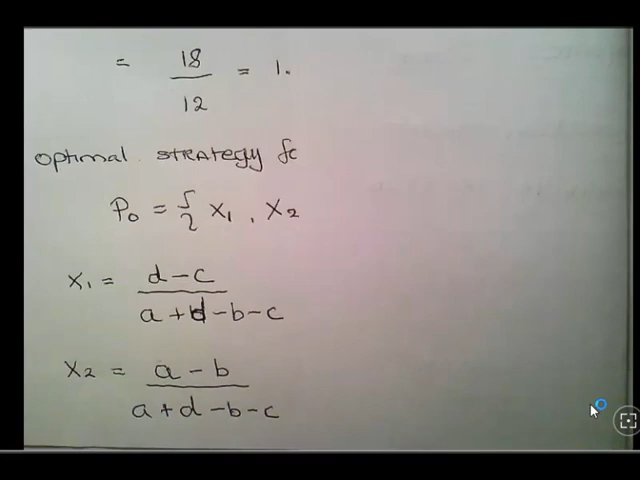 = 18/12 = 1.
optimal strategy fc
P₀ = { x₁, x₂
x₁ = d-c / a+d-b-c
x₂ = a-b / a+d-b-c